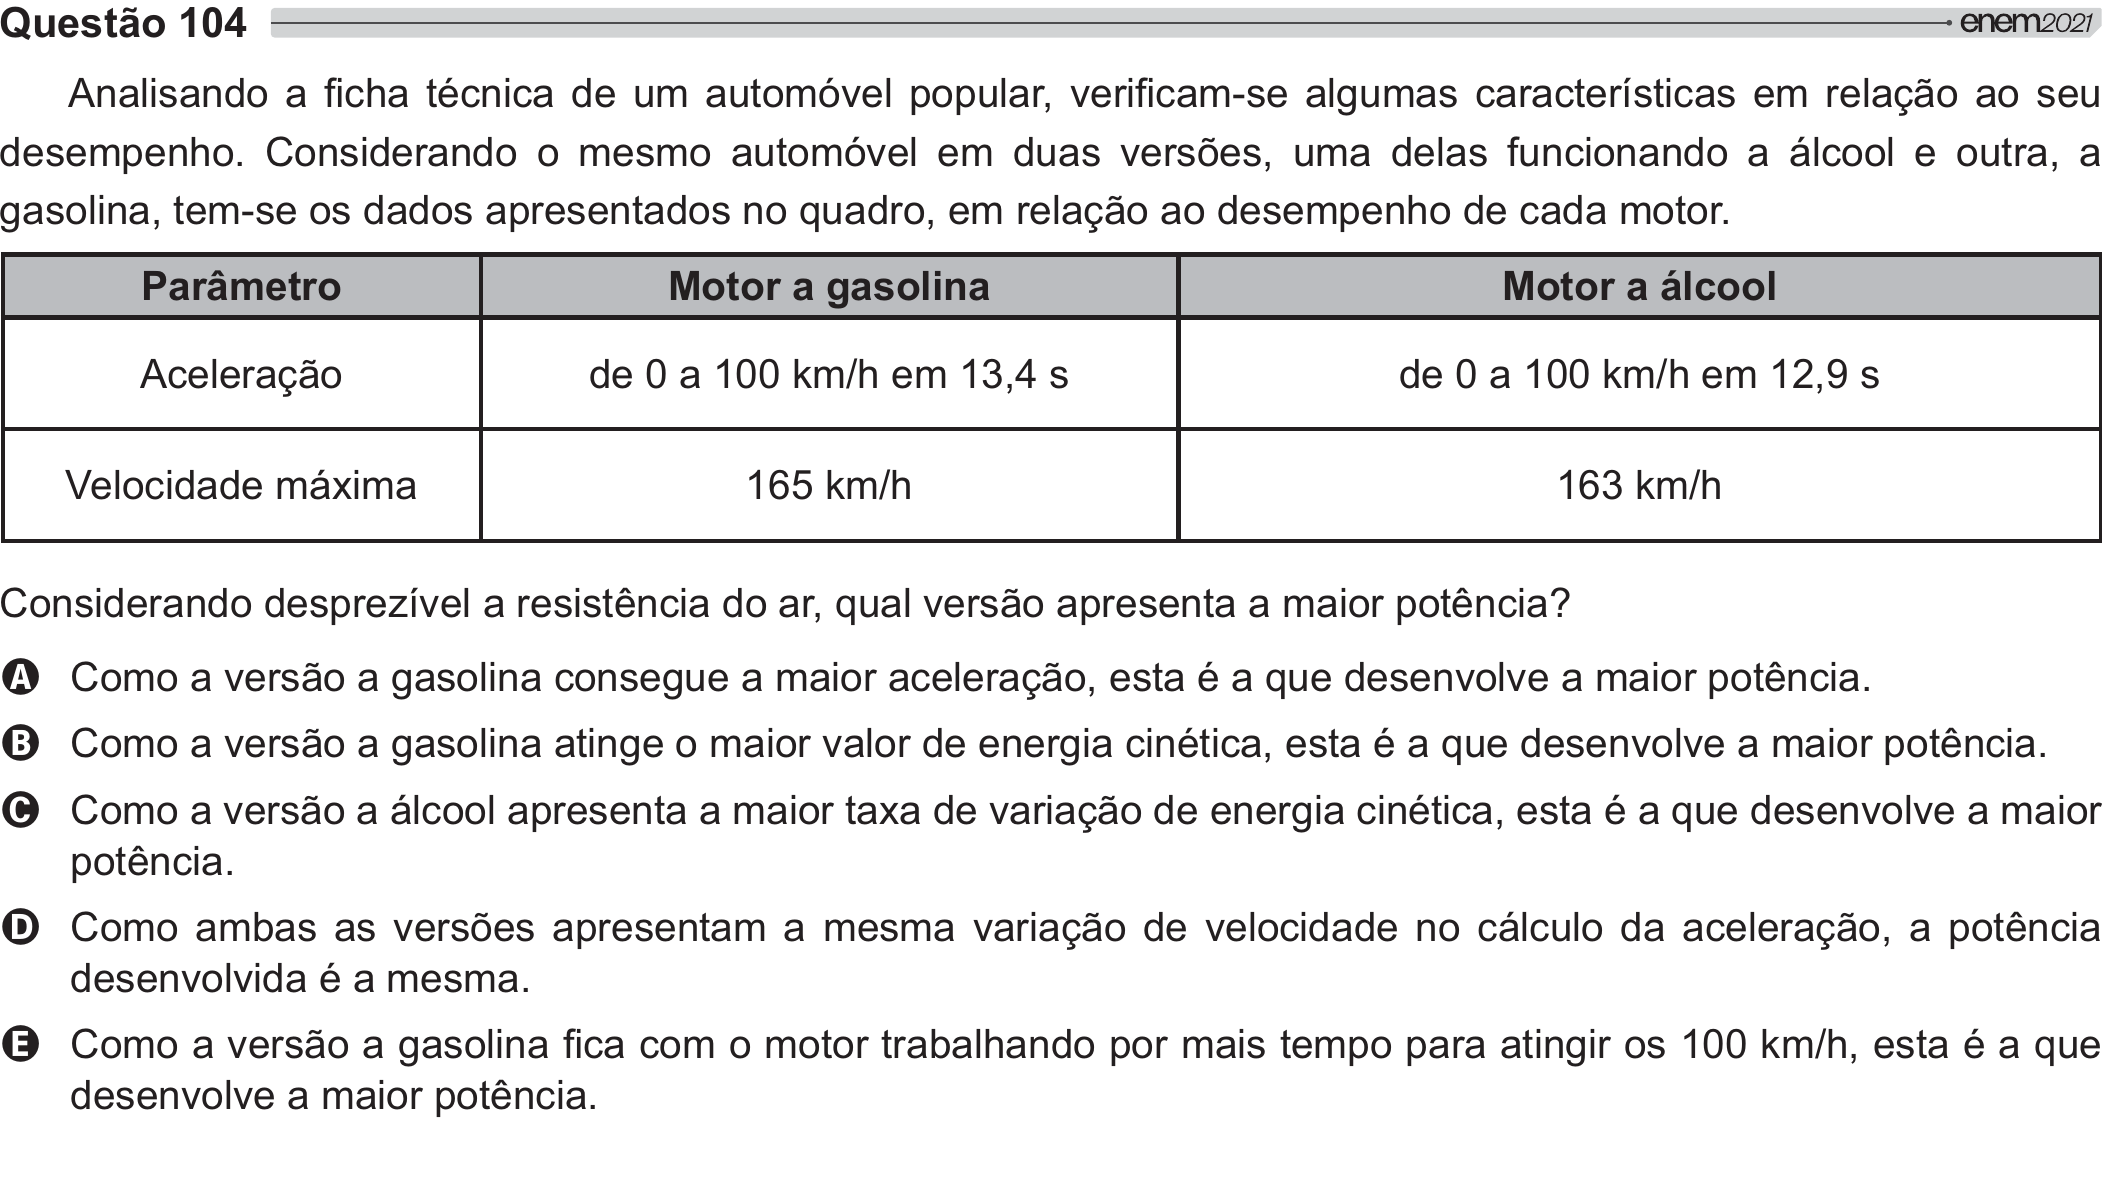 Questão 104 enem2021
Analisando a ficha técnica de um automóvel popular, verificam-se algumas características em relação ao seu
desempenho. Considerando o mesmo automóvel em duas versões, uma delas funcionando a álcool e outra, a
gasolina, tem-se os dados apresentados no quadro, em relação ao desempenho de cada motor.
Parâmetro Motor a gasolina Motor a álcool
Aceleração de 0 a 100 km/h em 13,4 s de 0 a 100 km/h em 12,9 s
Velocidade máxima 165 km/h 163 km/h
Considerando desprezível a resistência do ar, qual versão apresenta a maior potência?
A Como a versão a gasolina consegue a maior aceleração, esta é a que desenvolve a maior potência.
B Como a versão a gasolina atinge o maior valor de energia cinética, esta é a que desenvolve a maior potência.
C Como a versão a álcool apresenta a maior taxa de variação de energia cinética, esta é a que desenvolve a maior
potência.
D Como ambas as versões apresentam a mesma variação de velocidade no cálculo da aceleração, a potência
desenvolvida é a mesma.
E Como a versão a gasolina fica com o motor trabalhando por mais tempo para atingir os 100 km/h, esta é a que
desenvolve a maior potência.